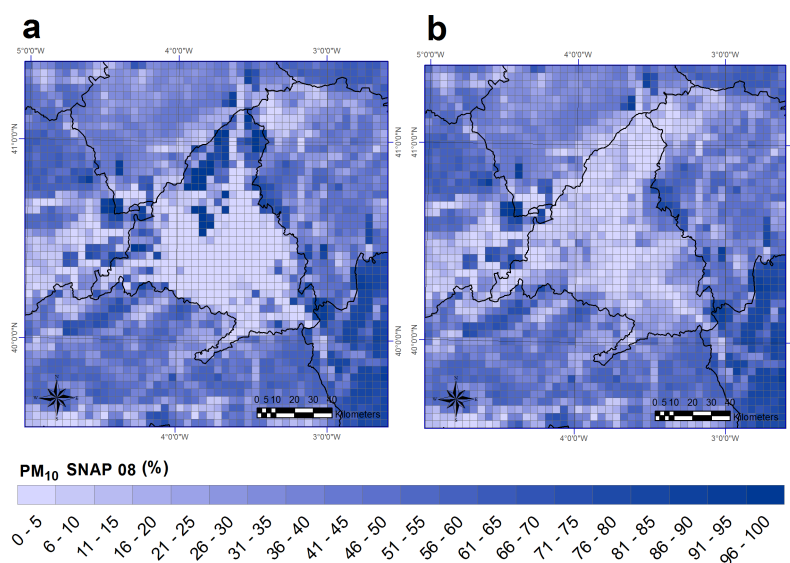 a
b
5°0'0"W 4°0'0"W 3°0'0"W
5°0'0"W 4°0'0"W 3°0'0"W
41°0'0"N
41°0'0"N
40°0'0"N
40°0'0"N
0 5 10 20 30 40
Kilometers
0 5 10 20 30 40
Kilometers
4°0'0"W 3°0'0"W
4°0'0"W 3°0'0"W
PM10 SNAP 08 (%)
0 - 5
6 - 10
11 - 15
16 - 20
21 - 25
26 - 30
31 - 35
36 - 40
41 - 45
46 - 50
51 - 55
56 - 60
61 - 65
66 - 70
71 - 75
76 - 80
81 - 85
86 - 90
91 - 95
96 - 100